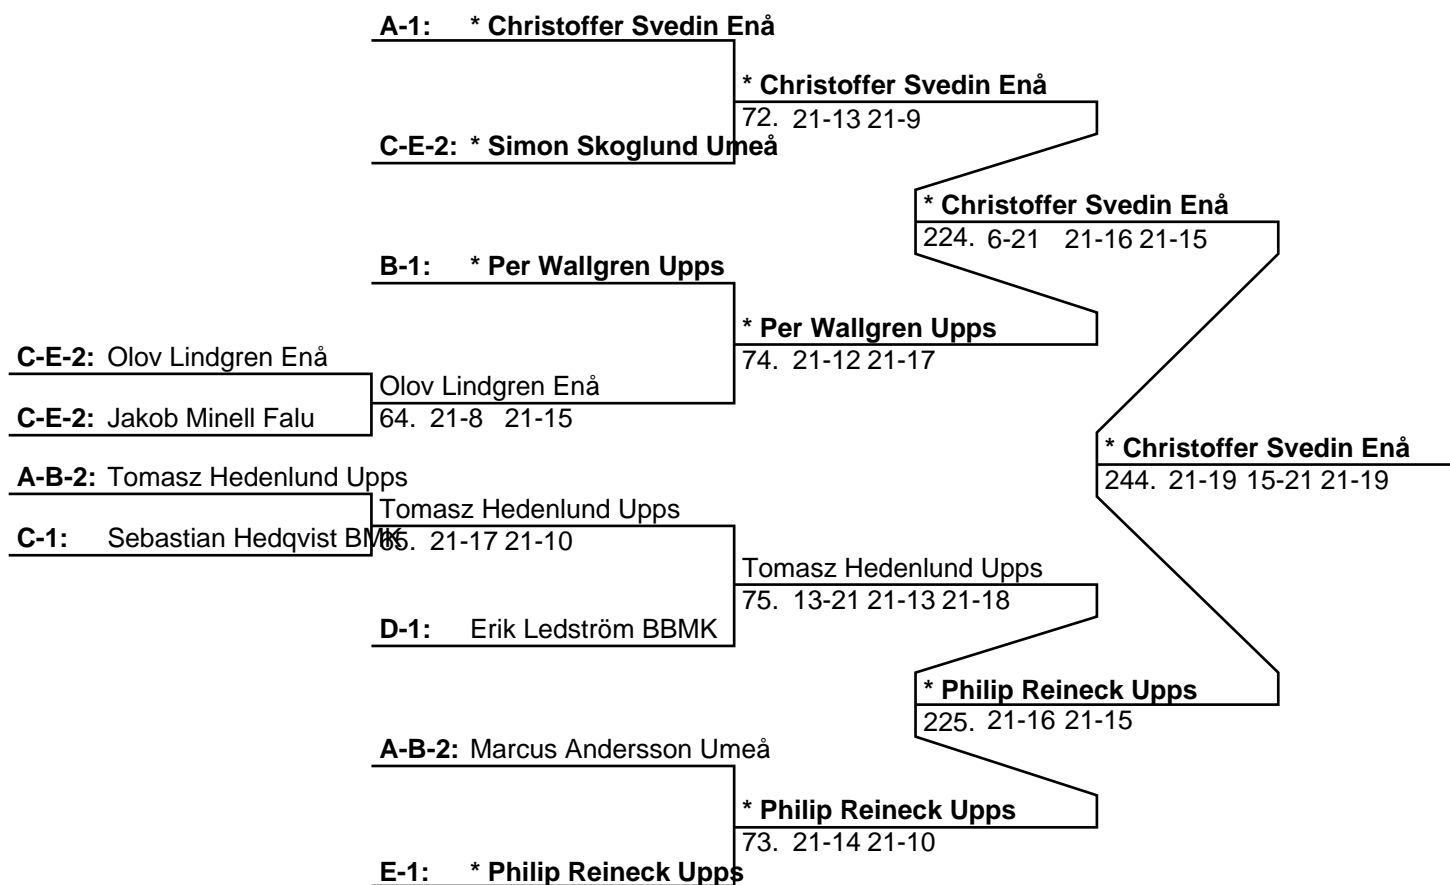 A-1: * Christoffer Svedin Enå
* Christoffer Svedin Enå
72. 21-13 21-9
C-E-2: * Simon Skoglund Umeå
* Christoffer Svedin Enå
224. 6-21 21-16 21-15
B-1: * Per Wallgren Upps
* Per Wallgren Upps
74. 21-12 21-17
C-E-2: Olov Lindgren Enå
Olov Lindgren Enå
64. 21-8 21-15
C-E-2: Jakob Minell Falu
* Christoffer Svedin Enå
244. 21-19 15-21 21-19
A-B-2: Tomasz Hedenlund Upps
Tomasz Hedenlund Upps
65. 21-17 21-10
C-1: Sebastian Hedqvist BMK
Tomasz Hedenlund Upps
75. 13-21 21-13 21-18
D-1: Erik Ledström BBMK
* Philip Reineck Upps
225. 21-16 21-15
A-B-2: Marcus Andersson Umeå
* Philip Reineck Upps
73. 21-14 21-10
E-1: * Philip Reineck Upps